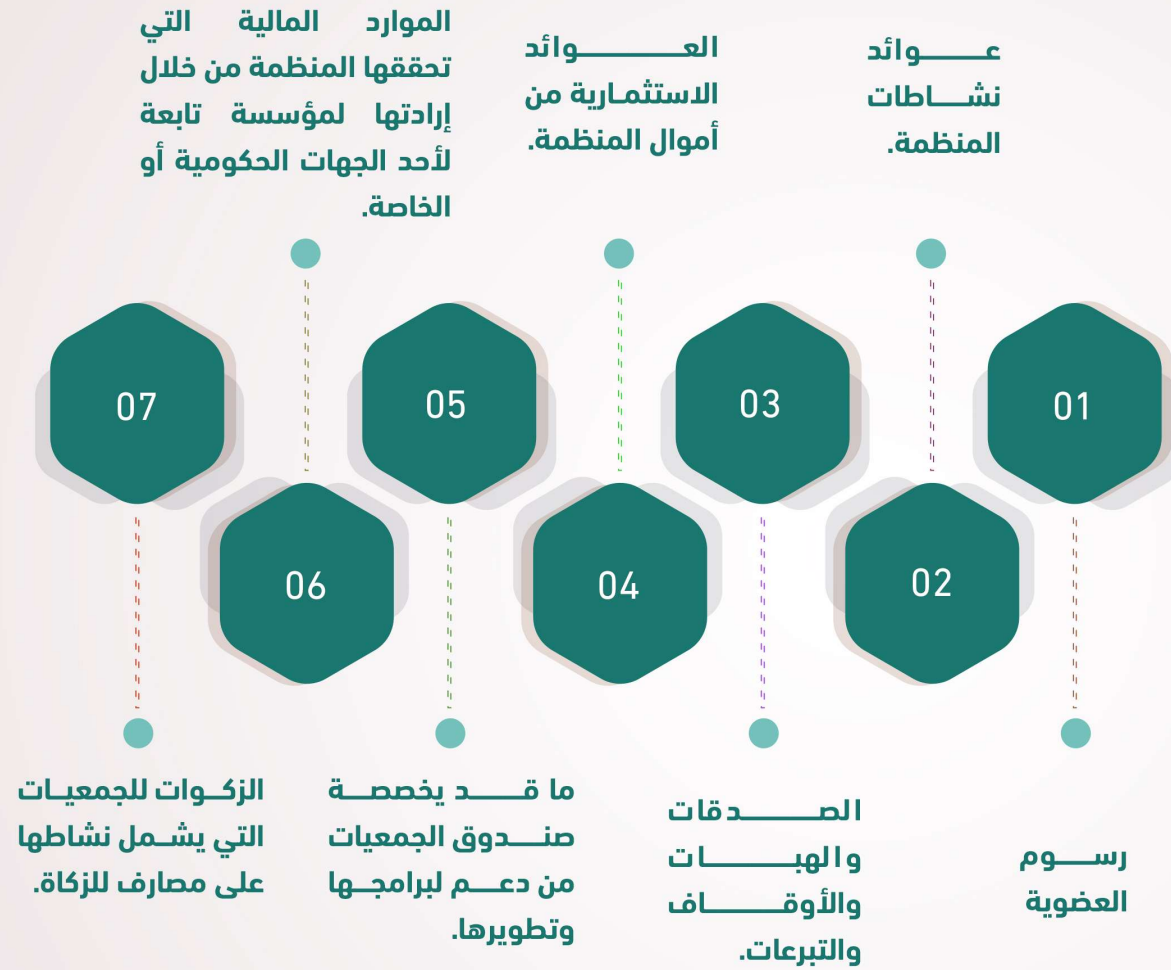 01
رسوم
العضوية
02
عوائد
نشاطات
المنظمة.
03
الصدقات
والهبات
والأوقاف
والتبرعات.
04
العوائد
الاستثمارية من
أموال المنظمة.
05
ما قد يخصصة
صندوق الجمعيات
من دعم لبرامجها
وتطويرها.
06
الموارد المالية التي
تحققها المنظمة من خلال
إرادتها لمؤسسة تابعة
لأحد الجهات الحكومية أو
الخاصة.
07
الزكوات للجمعيات
التي يشمل نشاطها
على مصارف للزكاة.